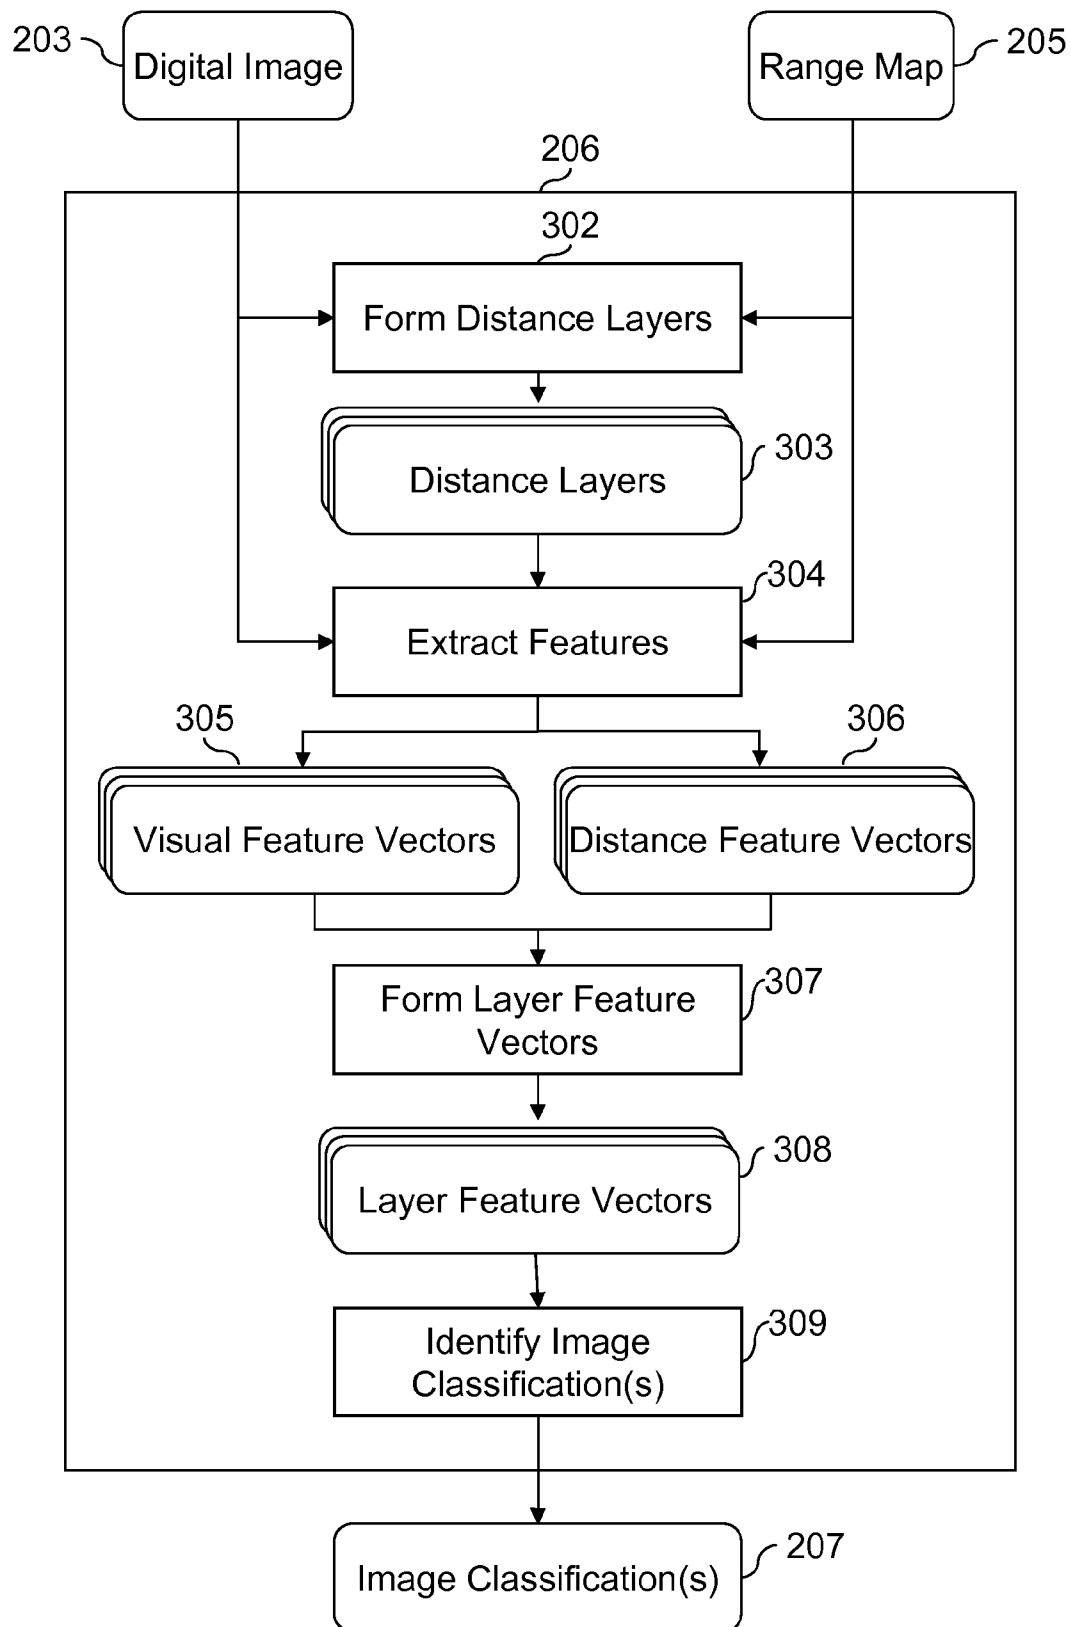 203
Digital Image
Range Map
205
206
302
Form Distance Layers
303
Distance Layers
304
Extract Features
305
306
Visual Feature Vectors
Distance Feature Vectors
307
Form Layer Feature
Vectors
308
Layer Feature Vectors
309
Identify Image
Classification(s)
207
Image Classification(s)